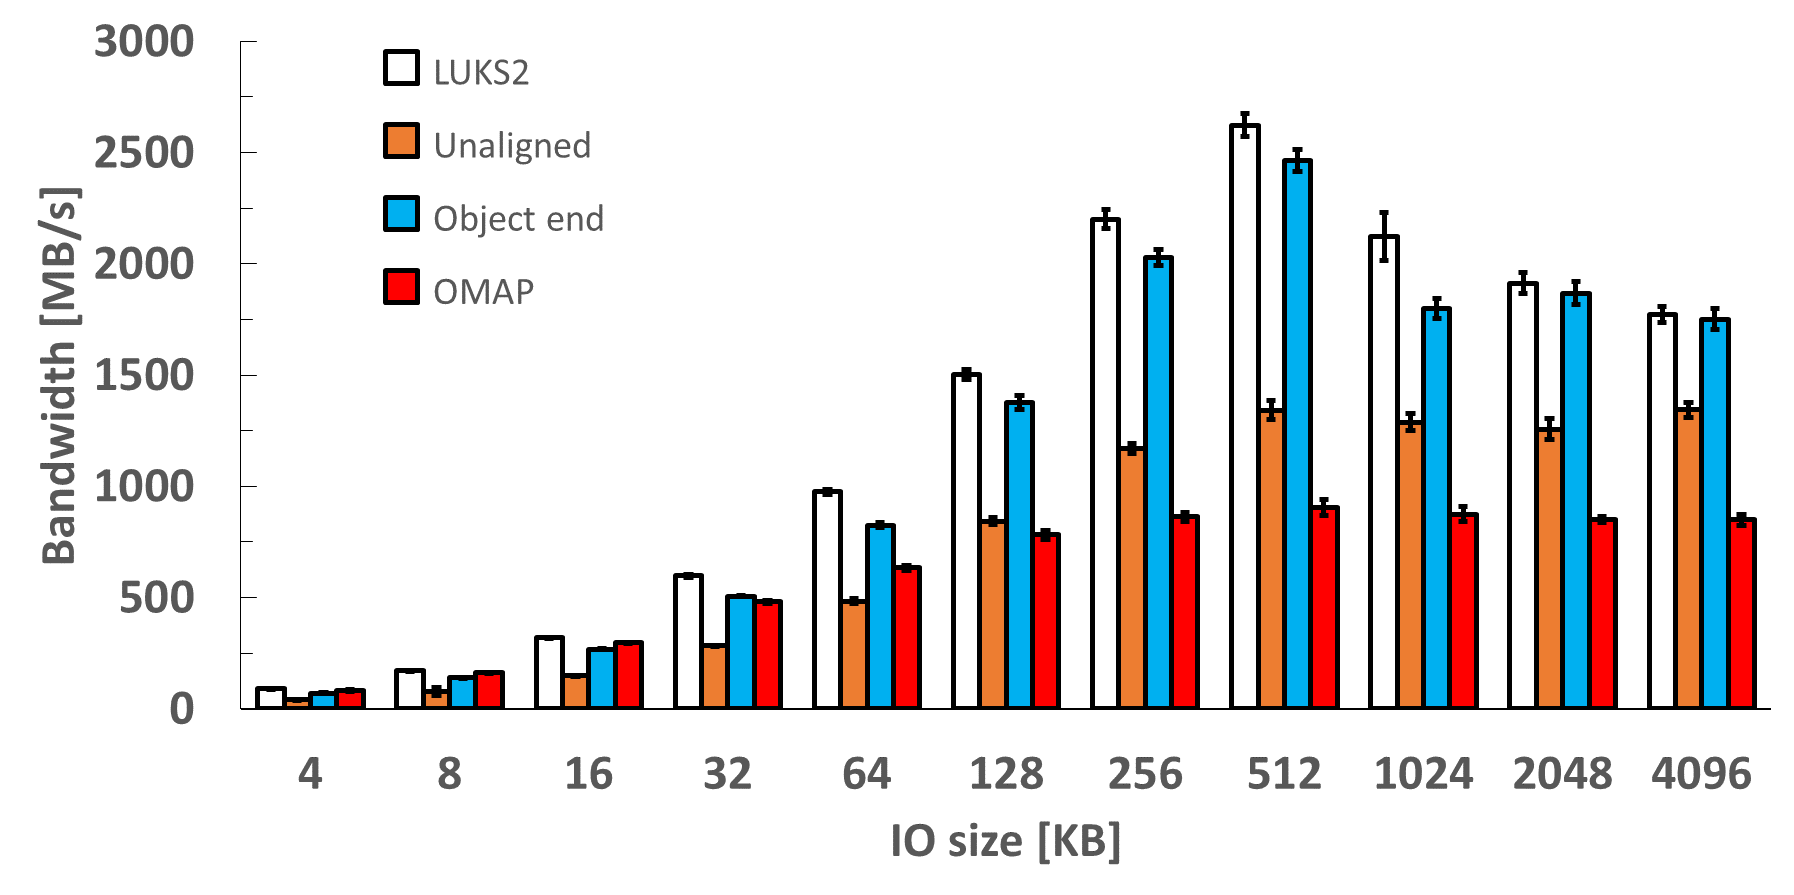 3000
2500
2000
1500
1000
500
0
Bandwidth [MB/s]
LUKS2
Unaligned
Object end
OMAP
4 8 16 32 64 128 256 512 1024 2048 4096
IO size [KB]